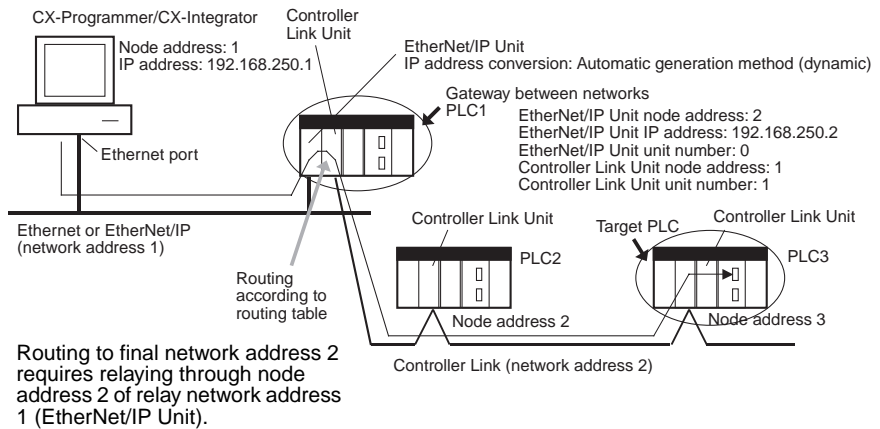 CX-Programmer/CX-Integrator
Node address: 1
IP address: 192.168.250.1
Controller
Link Unit
EtherNet/IP Unit
IP address conversion: Automatic generation method (dynamic)
Gateway between networks
PLC1
EtherNet/IP Unit node address: 2
EtherNet/IP Unit IP address: 192.168.250.2
EtherNet/IP Unit unit number: 0
Controller Link Unit node address: 1
Controller Link Unit unit number: 1
Ethernet port
Ethernet or EtherNet/IP
(network address 1)
Routing
according to
routing table
Controller Link Unit
PLC2
Node address 2
Target PLC
Controller Link Unit
PLC3
Node address 3
Controller Link (network address 2)
Routing to final network address 2
requires relaying through node
address 2 of relay network address
1 (EtherNet/IP Unit).